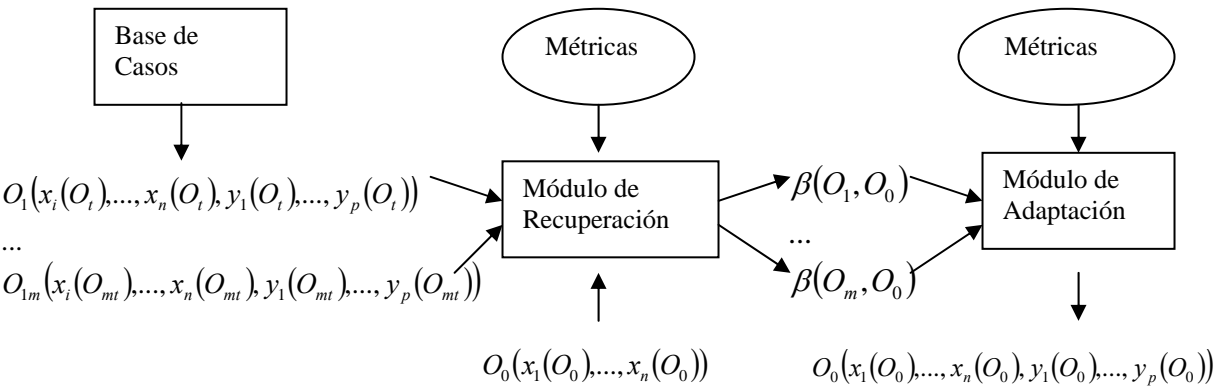 Base de
Casos
Métricas
Métricas
O₁(xᵢ(Oₜ),...,xₙ(Oₜ),y₁(Oₜ),...,yₚ(Oₜ))
...
O₁ₘ(xᵢ(Oₘₜ),...,xₙ(Oₘₜ),y₁(Oₘₜ),...,yₚ(Oₘₜ))
Módulo de
Recuperación
β(O₁,O₀)
...
β(Oₘ,O₀)
Módulo de
Adaptación
O₀(x₁(O₀),...,xₙ(O₀))
O₀(x₁(O₀),...,xₙ(O₀),y₁(O₀),...,yₚ(O₀))